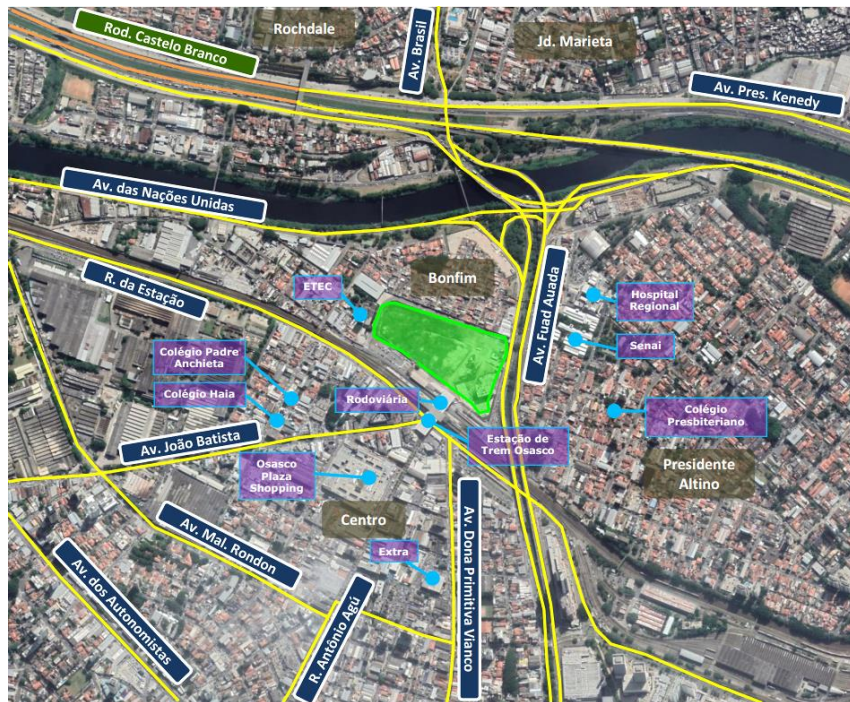 Rochdale
Rod. Castelo Branco
Av. Brasil
Jd. Marieta
Av. Pres. Kenedy
Av. das Nações Unidas
Bonfim
R. da Estação
ETEC
Av. Fuad Auada
Hospital
Regional
Senai
Colégio Padre
Anchieta
Colégio Haia
Rodoviária
Colégio
Presbiteriano
Av. João Batista
Estação de
Trem Osasco
Osasco
Plaza
Shopping
Presidente
Altino
Centro
Av. Mal. Rondon
Extra
Av. Dona Primitiva Vianco
Av. dos Autonomistas
R. Antônio Agú